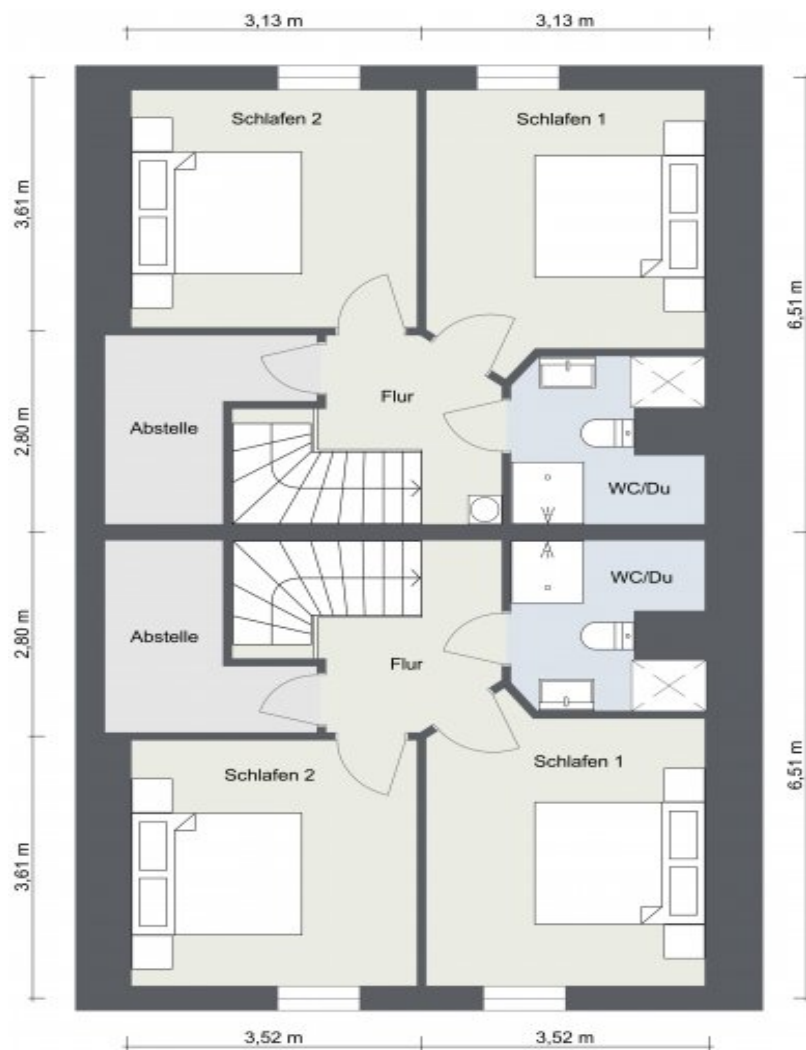 3,13 m 3,13 m
Schlafen 2 Schlafen 1
3,61 m
6,51 m
Flur
2,80 m
Abstelle
WC/Du
WC/Du
2,80 m
Abstelle
Flur
Schlafen 2 Schlafen 1
6,51 m
3,61 m
3,52 m 3,52 m